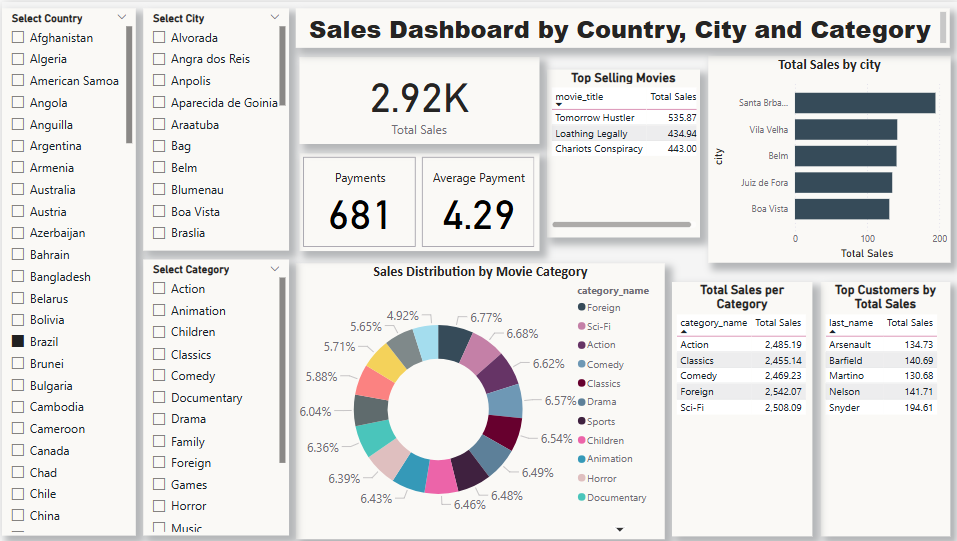 Sales Dashboard by Country, City and Category
Select Country
Afghanistan
Algeria
American Samoa
Angola
Anguilla
Argentina
Armenia
Australia
Austria
Azerbaijan
Bahrain
Bangladesh
Belarus
Bolivia
Brazil
Brunei
Bulgaria
Cambodia
Cameroon
Canada
Chad
Chile
China
Select City
Alvorada
Angra dos Reis
Anpolis
Aparecida de Goinia
Araatuba
Bag
Belm
Blumenau
Boa Vista
Braslia
Select Category
Action
Animation
Children
Classics
Comedy
Documentary
Drama
Family
Foreign
Games
Horror
Music
2.92K
Total Sales
Payments
681
Average Payment
4.29
Top Selling Movies
movie_title Total Sales
Tomorrow Hustler 535.87
Loathing Legally 434.94
Chariots Conspiracy 443.00
Total Sales by city
city
Santa Brba...
Vila Velha
Belm
Juiz de Fora
Boa Vista
0 100 200
Total Sales
Sales Distribution by Movie Category
6.77%
6.68%
6.62%
6.57%
6.54%
6.49%
6.48%
6.46%
6.43%
6.39%
6.36%
6.04%
5.88%
5.71%
5.65%
4.92%
category_name
Foreign
Sci-Fi
Action
Comedy
Classics
Drama
Sports
Children
Animation
Horror
Documentary
Total Sales per
Category
category_name Total Sales
Action 2,485.19
Classics 2,455.14
Comedy 2,469.23
Foreign 2,542.07
Sci-Fi 2,508.09
Top Customers by
Total Sales
last_name Total Sales
Arsenault 134.73
Barfield 140.69
Martino 130.68
Nelson 141.71
Snyder 194.61